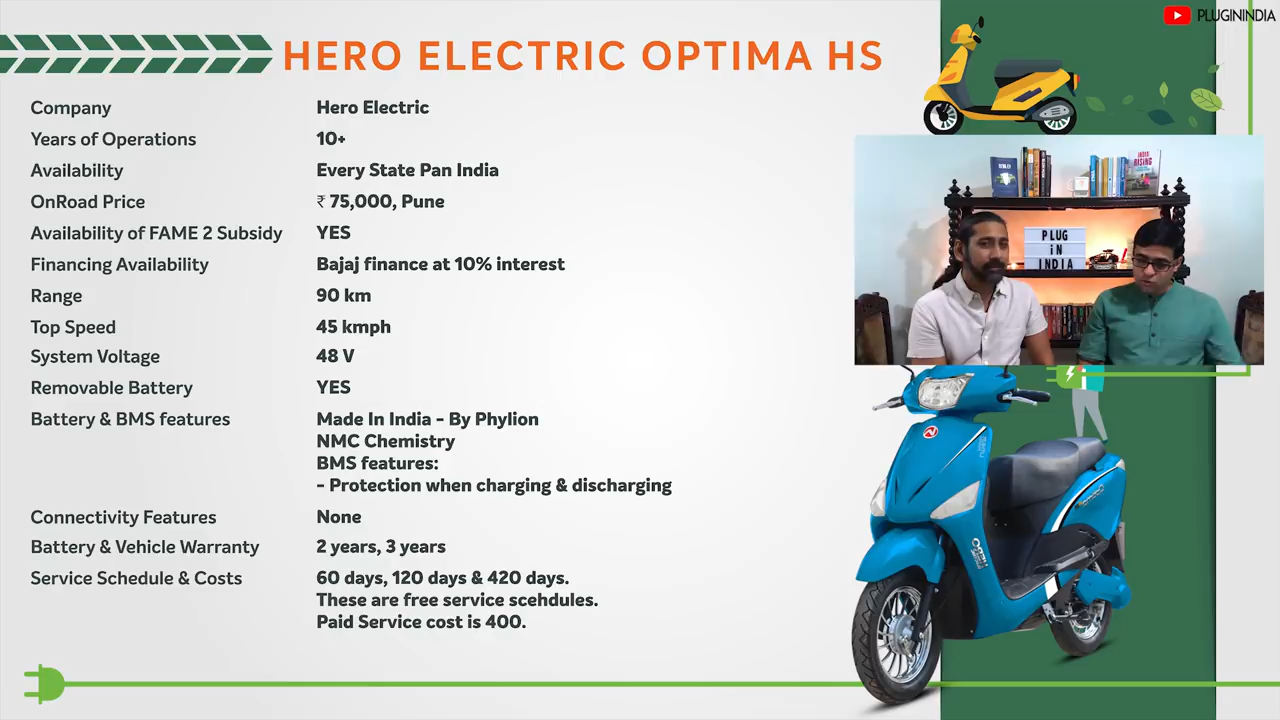 PLUGININDIA
HERO ELECTRIC OPTIMA HS
Company Hero Electric
Years of Operations 10+
Availability Every State Pan India
OnRoad Price ₹ 75,000, Pune
Availability of FAME 2 Subsidy YES
Financing Availability Bajaj finance at 10% interest
Range 90 km
Top Speed 45 kmph
System Voltage 48 V
Removable Battery YES
Battery & BMS features Made In India - By Phylion
NMC Chemistry
BMS features:
- Protection when charging & discharging
Connectivity Features None
Battery & Vehicle Warranty 2 years, 3 years
Service Schedule & Costs 60 days, 120 days & 420 days.
These are free service scehdules.
Paid Service cost is 400.
PLUG
iN
INDIA
INDIA
RISING